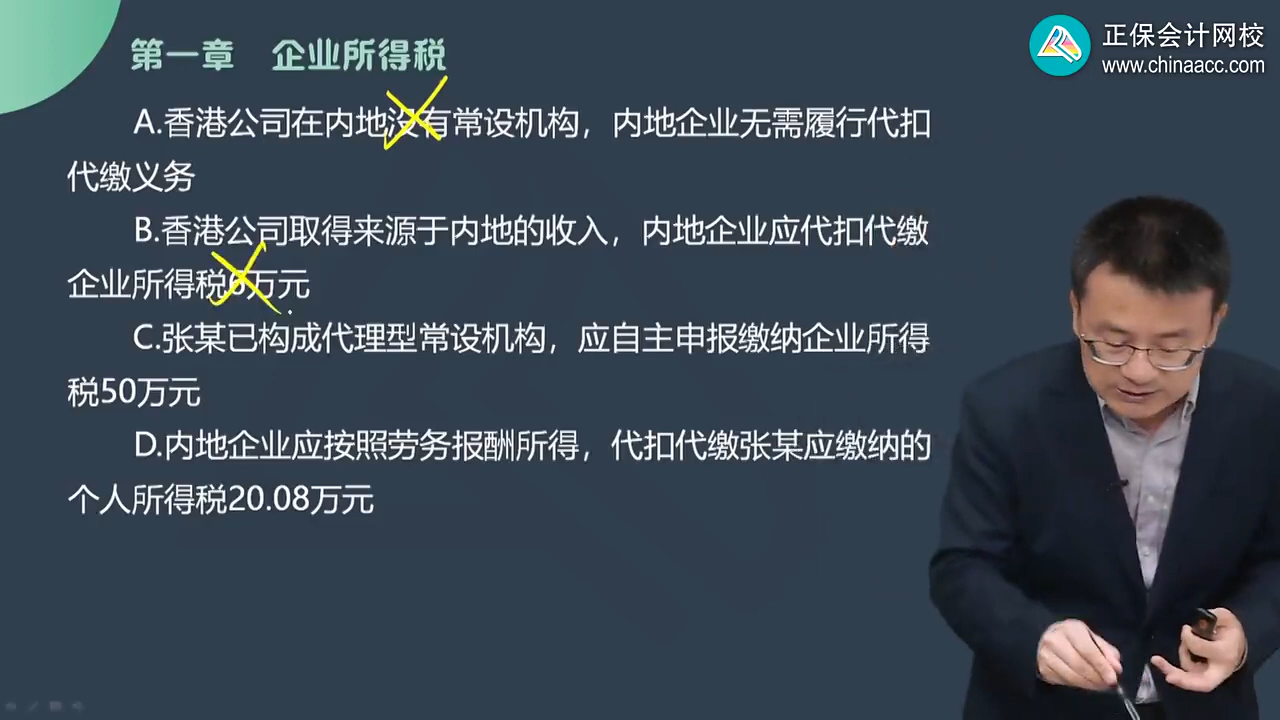 第一章 企业所得税
正保会计网校
www.chinaacc.com
A.香港公司在内地没有常设机构，内地企业无需履行代扣
代缴义务
B.香港公司取得来源于内地的收入，内地企业应代扣代缴
企业所得税6万元
C.张某已构成代理型常设机构，应自主申报缴纳企业所得
税50万元
D.内地企业应按照劳务报酬所得，代扣代缴张某应缴纳的
个人所得税20.08万元